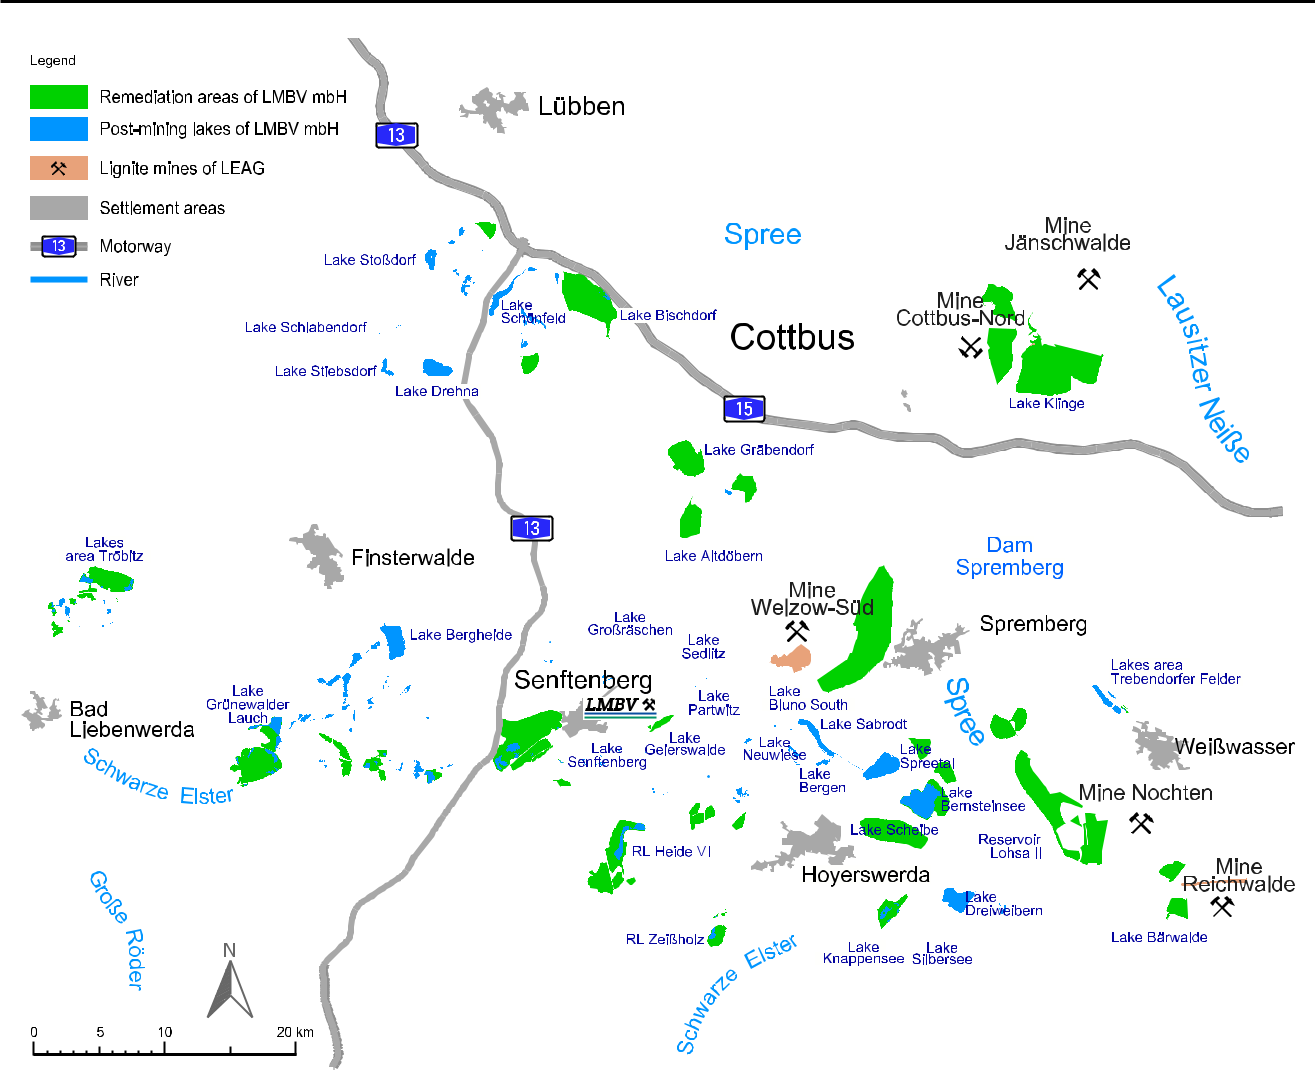 Legend
Remediation areas of LMBV mbH
Post-mining lakes of LMBV mbH
Lignite mines of LEAG
Settlement areas
13
Motorway
River
13
Lübben
Spree
Mine
Jänschwalde
Lake Stoßdorf
Lake
Schönfeld
Lake Bischdorf
Lake Schlabendorf
Cottbus
Mine
Cottbus-Nord
Lausitzer Neiße
Lake Stiebsdorf
Lake Drehna
15
Lake Klinge
Lake Gräbendorf
13
Lakes
area Tröbitz
Finsterwalde
Lake Altdöbern
Dam
Spremberg
Mine
Welzow-Süd
Lake
Großräschen
Lake
Sedlitz
Spremberg
Lake Bergheide
Senftenberg
LMBV
Lake
Partwitz
Lake
Bluno South
Lakes area
Trebendorfer Felder
Bad
Liebenwerda
Lake
Grünewalder
Lauch
Lake
Senftenberg
Lake
Geierswalde
Lake Sabrodt
Lake
Neuwiese
Lake
Spreetal
Spree
Weißwasser
Schwarze Elster
Lake
Bergen
Lake
Bernsteinsee
Mine Nochten
Lake Scheibe
Reservoir
Lohsa II
RL Heide VI
Hoyerswerda
Mine
Reichwalde
Große Röder
Lake
Dreiweibern
RL Zeißholz
Lake
Knappensee
Lake
Silbersee
Lake Bärwalde
Schwarze Elster
N
0 5 10 20 km